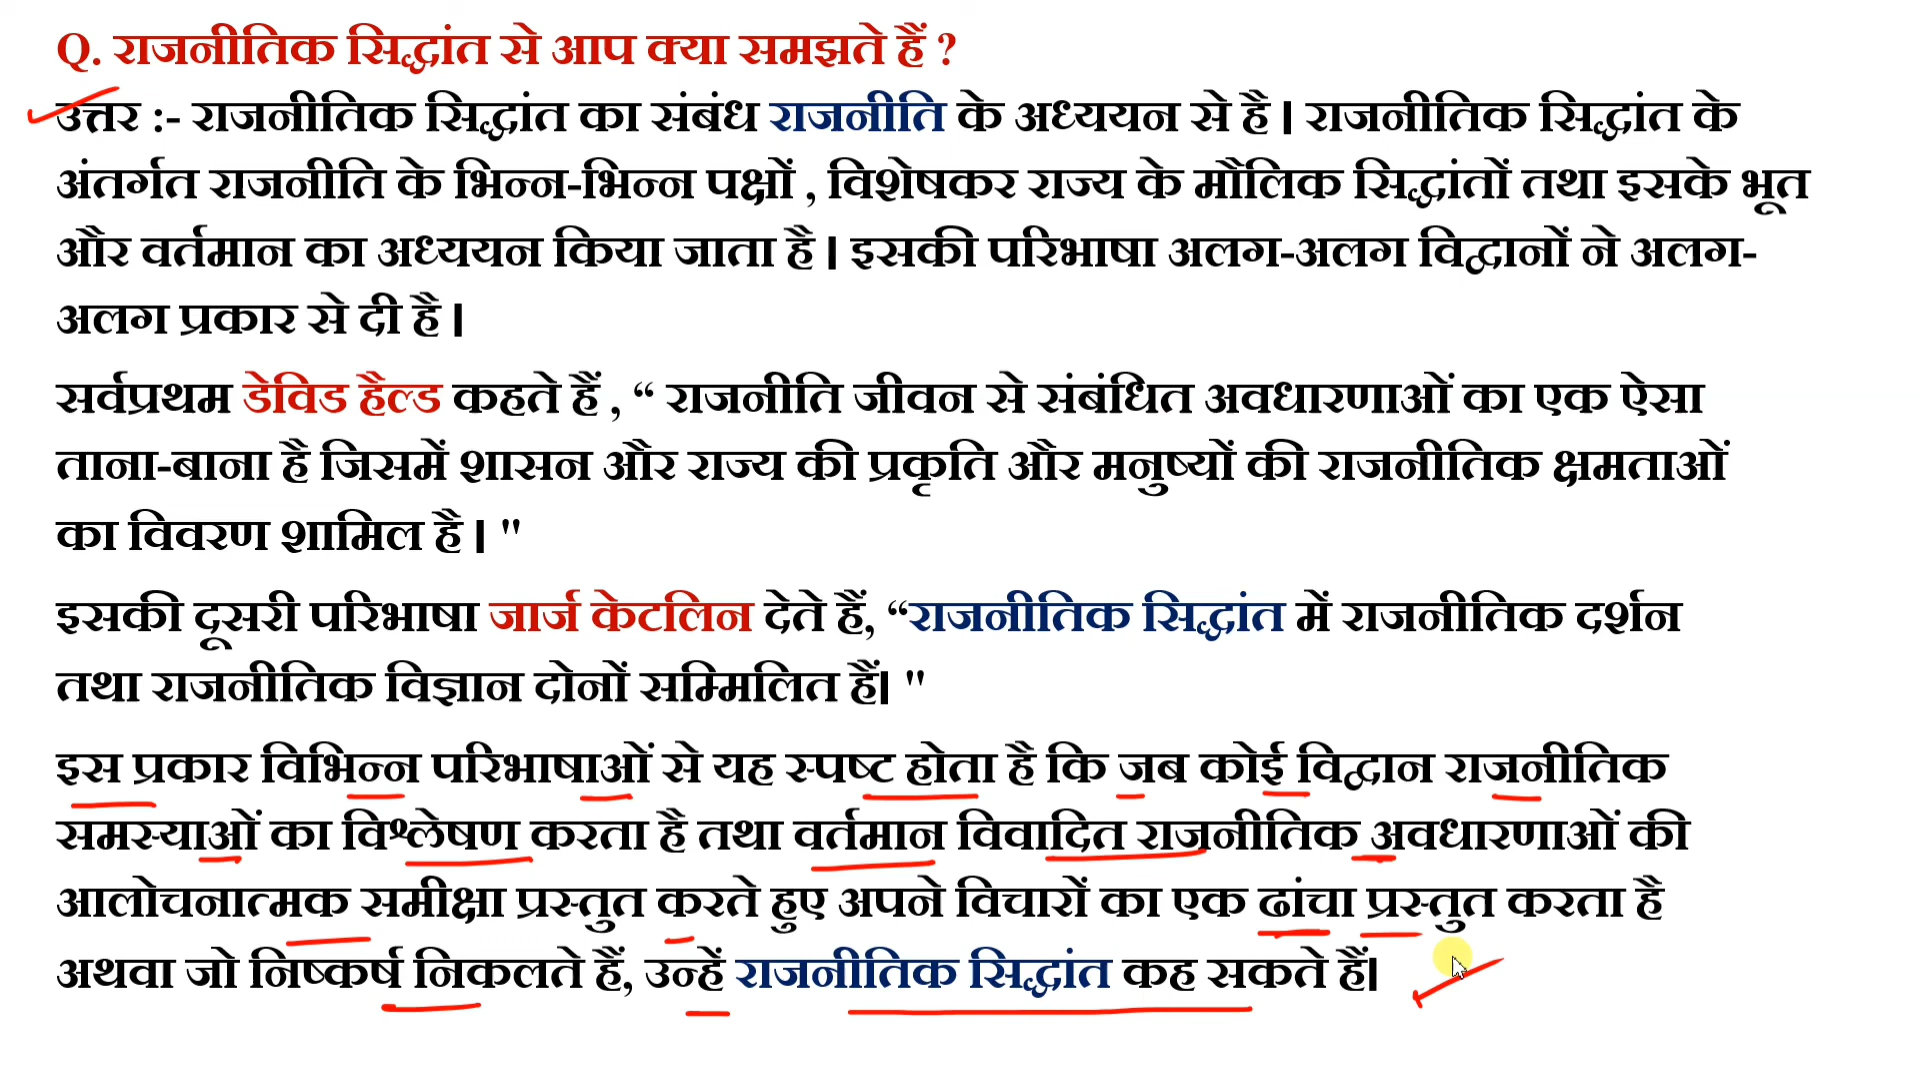 Q. राजनीतिक सिद्धांत से आप क्या समझते हैं ?
उत्तर :- राजनीतिक सिद्धांत का संबंध राजनीति के अध्ययन से है। राजनीतिक सिद्धांत के
अंतर्गत राजनीति के भिन्न-भिन्न पक्षों , विशेषकर राज्य के मौलिक सिद्धांतों तथा इसके भूत
और वर्तमान का अध्ययन किया जाता है। इसकी परिभाषा अलग-अलग विद्वानों ने अलग-
अलग प्रकार से दी है।
सर्वप्रथम डेविड हैल्ड कहते हैं , “ राजनीति जीवन से संबंधित अवधारणाओं का एक ऐसा
ताना-बाना है जिसमें शासन और राज्य की प्रकृति और मनुष्यों की राजनीतिक क्षमताओं
का विवरण शामिल है। "
इसकी दूसरी परिभाषा जार्ज केटलिन देते हैं, “राजनीतिक सिद्धांत में राजनीतिक दर्शन
तथा राजनीतिक विज्ञान दोनों सम्मिलित हैं। "
इस प्रकार विभिन्न परिभाषाओं से यह स्पष्ट होता है कि जब कोई विद्वान राजनीतिक
समस्याओं का विश्लेषण करता है तथा वर्तमान विवादित राजनीतिक अवधारणाओं की
आलोचनात्मक समीक्षा प्रस्तुत करते हुए अपने विचारों का एक ढांचा प्रस्तुत करता है
अथवा जो निष्कर्ष निकलते हैं, उन्हें राजनीतिक सिद्धांत कह सकते हैं।